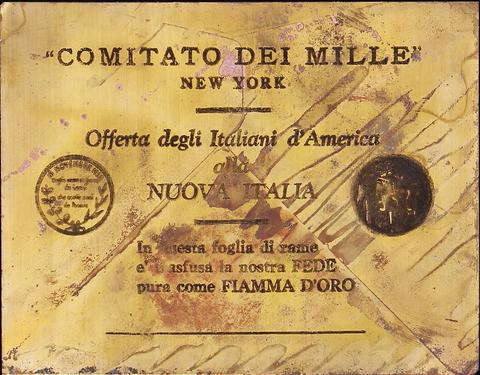 "COMITATO DEI MILLE"
NEW YORK
Offerta degli Italiani d'America
alla
NUOVA ITALIA
In questa foglia di rame
e' trasfusa la nostra FEDE
pura come FIAMMA D'ORO